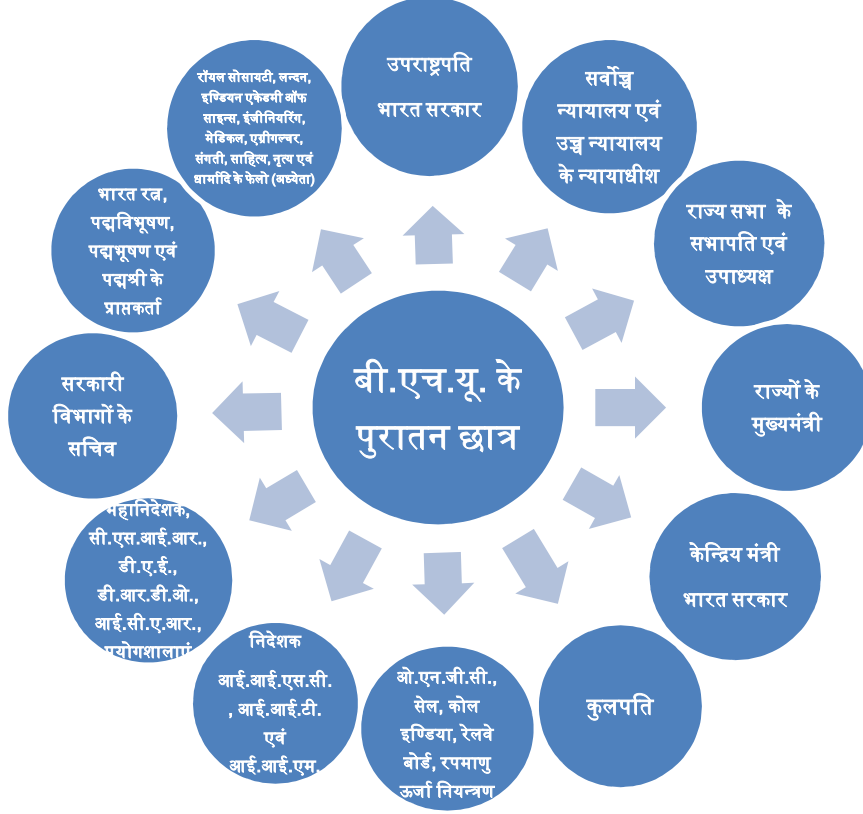 बी.एच.यू. के
पुरातन छात्र
उपराष्ट्रपति
भारत सरकार
सर्वोच्च
न्यायालय एवं
उच्च न्यायालय
के न्यायाधीश
राज्य सभा के
सभापति एवं
उपाध्यक्ष
राज्यों के
मुख्यमंत्री
केन्द्रिय मंत्री
भारत सरकार
कुलपति
ओ.एन.जी.सी.,
सेल, कोल
इण्डिया, रेलवे
बोर्ड, रपमाणु
ऊर्जा नियन्त्रण
निदेशक
आई.आई.एस.सी.
, आई.आई.टी.
एवं
आई.आई.एम.
महानिदेशक,
सी.एस.आई.आर.,
डी.ए.ई.,
डी.आर.डी.ओ.,
आई.सी.ए.आर.,
प्रयोगशालाएं
सरकारी
विभागों के
सचिव
भारत रत्न,
पद्मविभूषण,
पद्मभूषण एवं
पद्मश्री के
प्राप्तकर्ता
रॉयल सोसायटी, लन्दन,
इण्डियन एकेडमी ऑफ
साइन्स, इंजीनियरिंग,
मेडिकल, एग्रीगल्चर,
संगती, साहित्य, नृत्य एवं
धार्मादि के फेलो (अध्येता)